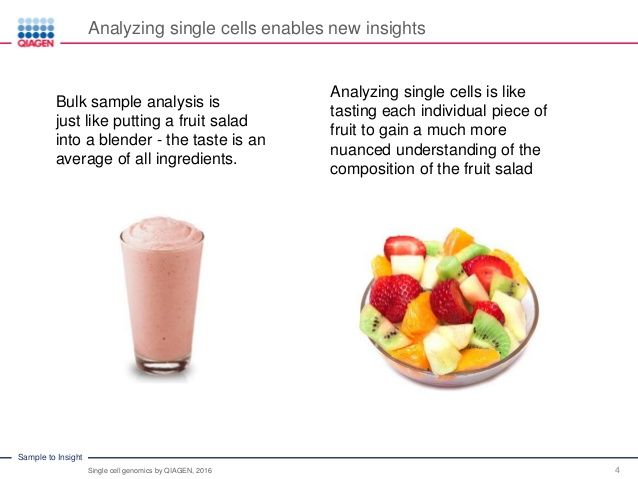 QIAGEN
Analyzing single cells enables new insights
Bulk sample analysis is
just like putting a fruit salad
into a blender - the taste is an
average of all ingredients.
Analyzing single cells is like
tasting each individual piece of
fruit to gain a much more
nuanced understanding of the
composition of the fruit salad
Sample to Insight
Single cell genomics by QIAGEN, 2016
4